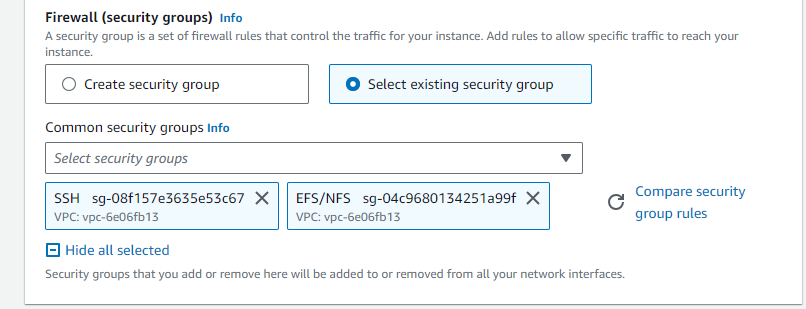 Firewall (security groups) Info
A security group is a set of firewall rules that control the traffic for your instance. Add rules to allow specific traffic to reach your
instance.
Create security group
Select existing security group
Common security groups Info
Select security groups
SSH sg-08f157e3635e53c67
VPC: vpc-6e06fb13
EFS/NFS sg-04c9680134251a99f
VPC: vpc-6e06fb13
Compare security
group rules
Hide all selected
Security groups that you add or remove here will be added to or removed from all your network interfaces.